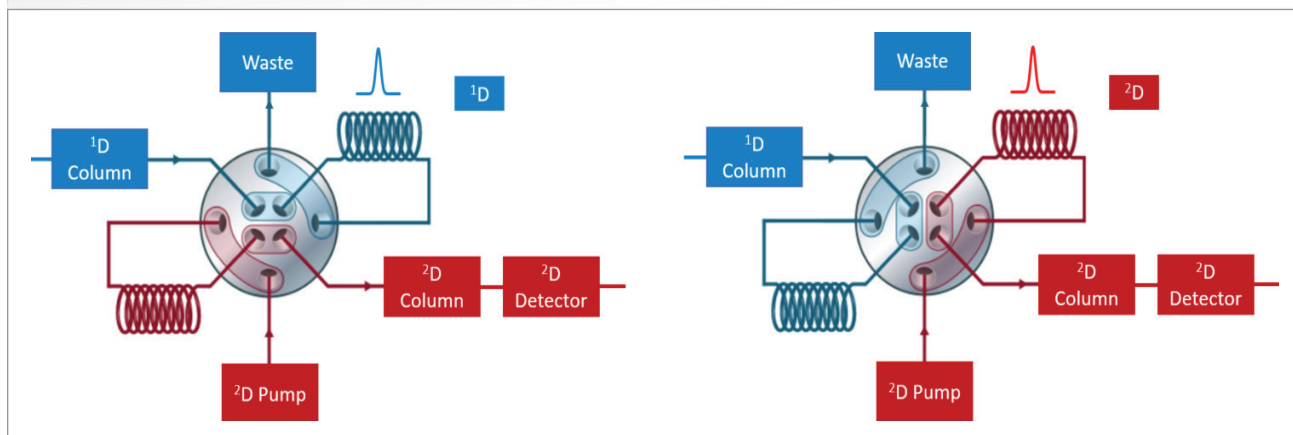 Waste
¹D
¹D
Column
²D
Column
²D
Detector
²D Pump
Waste
²D
¹D
Column
²D
Column
²D
Detector
²D Pump